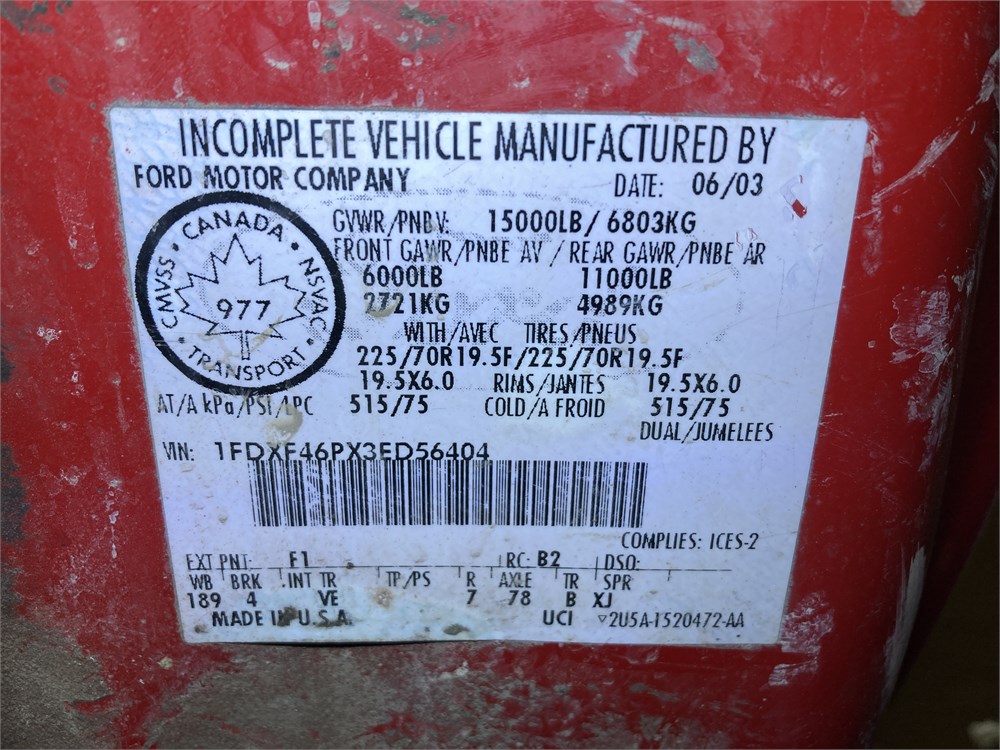 INCOMPLETE VEHICLE MANUFACTURED BY
FORD MOTOR COMPANY DATE: 06/03
CANADA
CMVSS · NSVAC
977
TRANSPORT
GVWR/PNBV: 15000LB / 6803KG
FRONT GAWR/PNBE AV / REAR GAWR/PNBE AR
6000LB 11000LB
2721KG 4989KG
WITH/AVEC TIRES/PNEUS
225/70R19.5F/225/70R19.5F
19.5X6.0 RIMS/JANTES 19.5X6.0
AT/A kPa/PSI/LPC 515/75 COLD/A FROID 515/75
DUAL/JUMELEES
VIN: 1FDXF46PX3ED56404
COMPLIES: ICES-2
EXT PNT: F1 RC: B2 DSO:
WB BRK INT TR TP/PS R AXLE TR SPR
189 4 VE 7 78 B XJ
MADE IN U.S.A. UCI ▽2U5A-1520472-AA